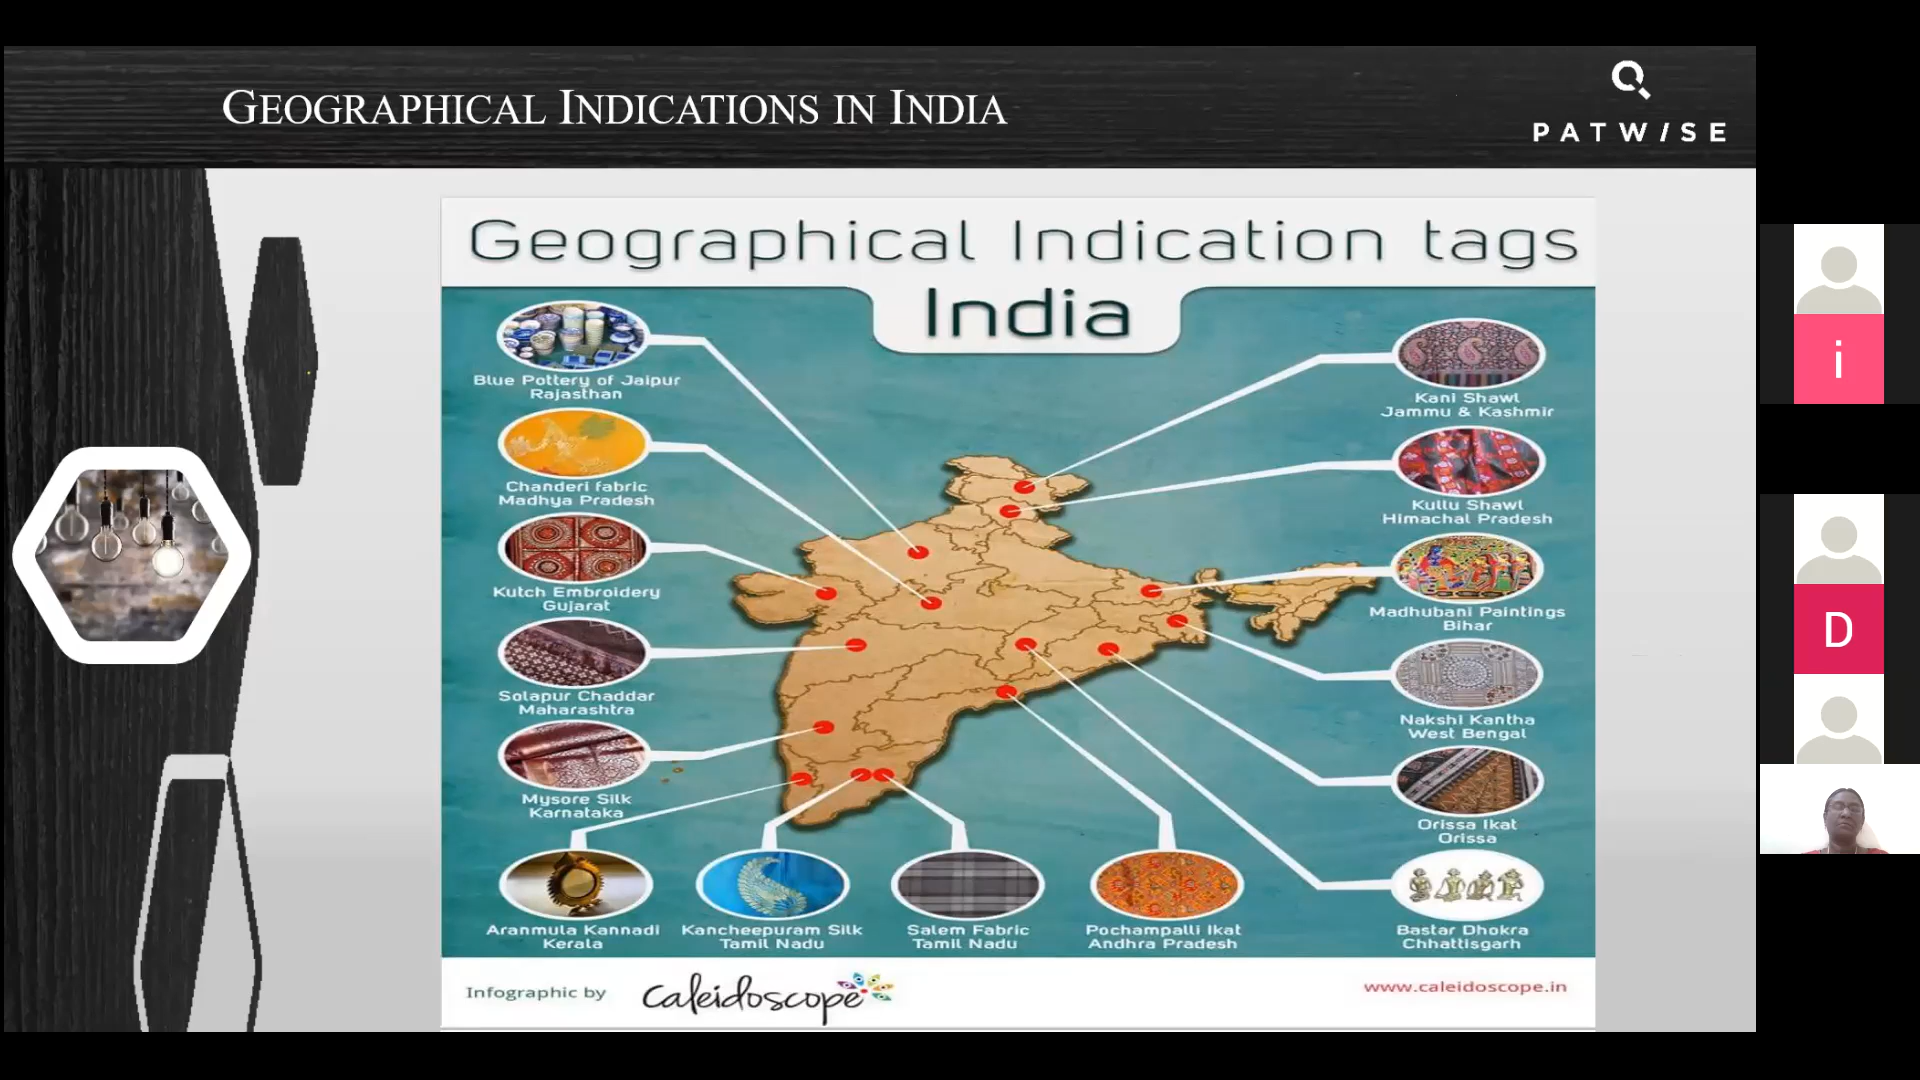 GEOGRAPHICAL INDICATIONS IN INDIA
PATWISE
Geographical Indication tags
India
Blue Pottery of Jaipur
Rajasthan
Chanderi fabric
Madhya Pradesh
Kutch Embroidery
Gujarat
Solapur Chaddar
Maharashtra
Mysore Silk
Karnataka
Aranmula Kannadi
Kerala
Kancheepuram Silk
Tamil Nadu
Salem Fabric
Tamil Nadu
Pochampalli Ikat
Andhra Pradesh
Kani Shawl
Jammu & Kashmir
Kullu Shawl
Himachal Pradesh
Madhubani Paintings
Bihar
Nakshi Kantha
West Bengal
Orissa Ikat
Orissa
Bastar Dhokra
Chhattisgarh
Infographic by
Caleidoscope
www.caleidoscope.in
i
D